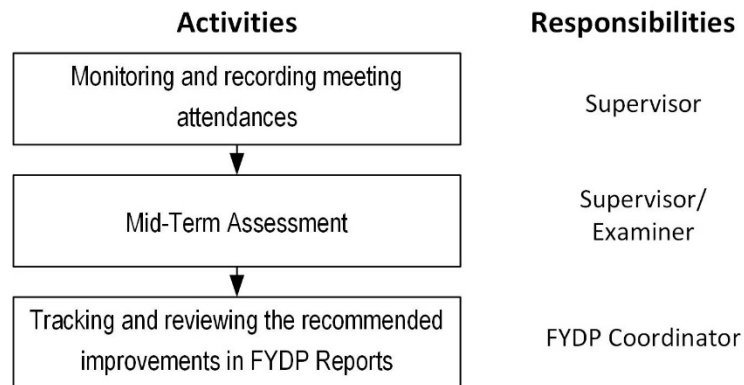 Activities
Responsibilities
Monitoring and recording meeting
attendances
Supervisor
Mid-Term Assessment
Supervisor/
Examiner
Tracking and reviewing the recommended
improvements in FYDP Reports
FYDP Coordinator